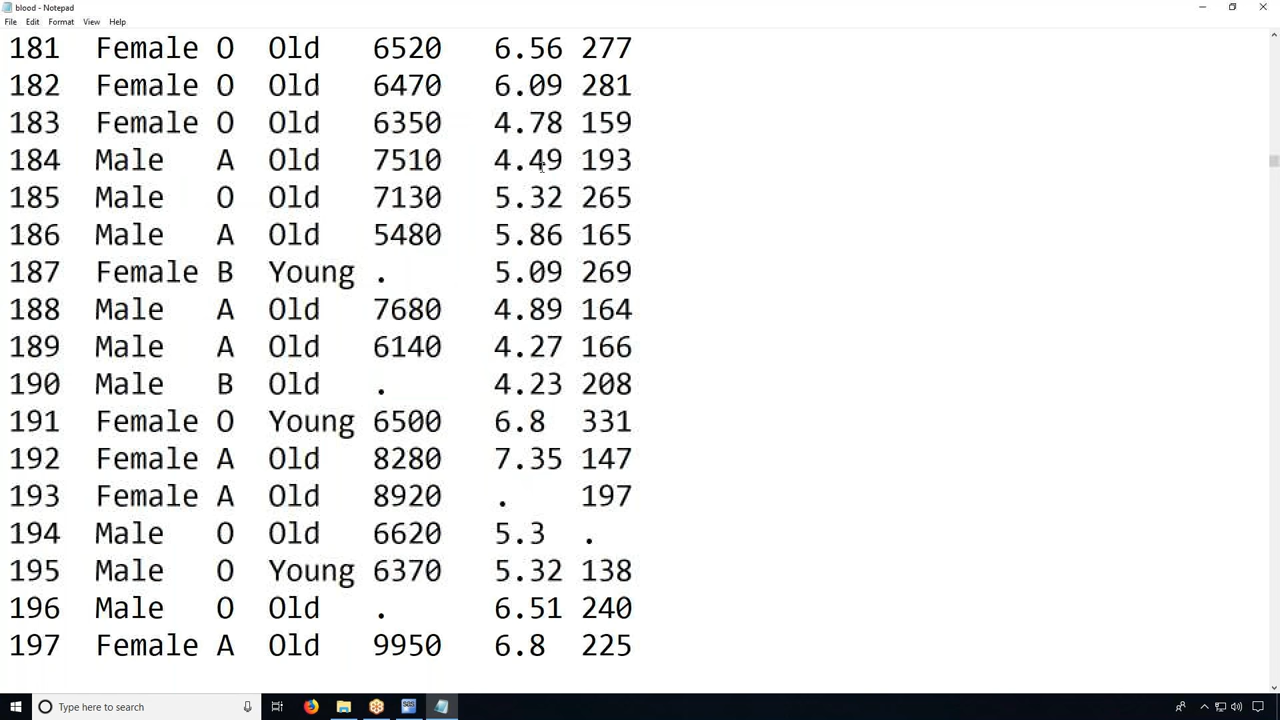 blood - Notepad
File Edit Format View Help
181 Female O Old 6520 6.56 277
182 Female O Old 6470 6.09 281
183 Female O Old 6350 4.78 159
184 Male A Old 7510 4.49 193
185 Male O Old 7130 5.32 265
186 Male A Old 5480 5.86 165
187 Female B Young . 5.09 269
188 Male A Old 7680 4.89 164
189 Male A Old 6140 4.27 166
190 Male B Old . 4.23 208
191 Female O Young 6500 6.8 331
192 Female A Old 8280 7.35 147
193 Female A Old 8920 . 197
194 Male O Old 6620 5.3 .
195 Male O Young 6370 5.32 138
196 Male O Old . 6.51 240
197 Female A Old 9950 6.8 225
Type here to search
sas